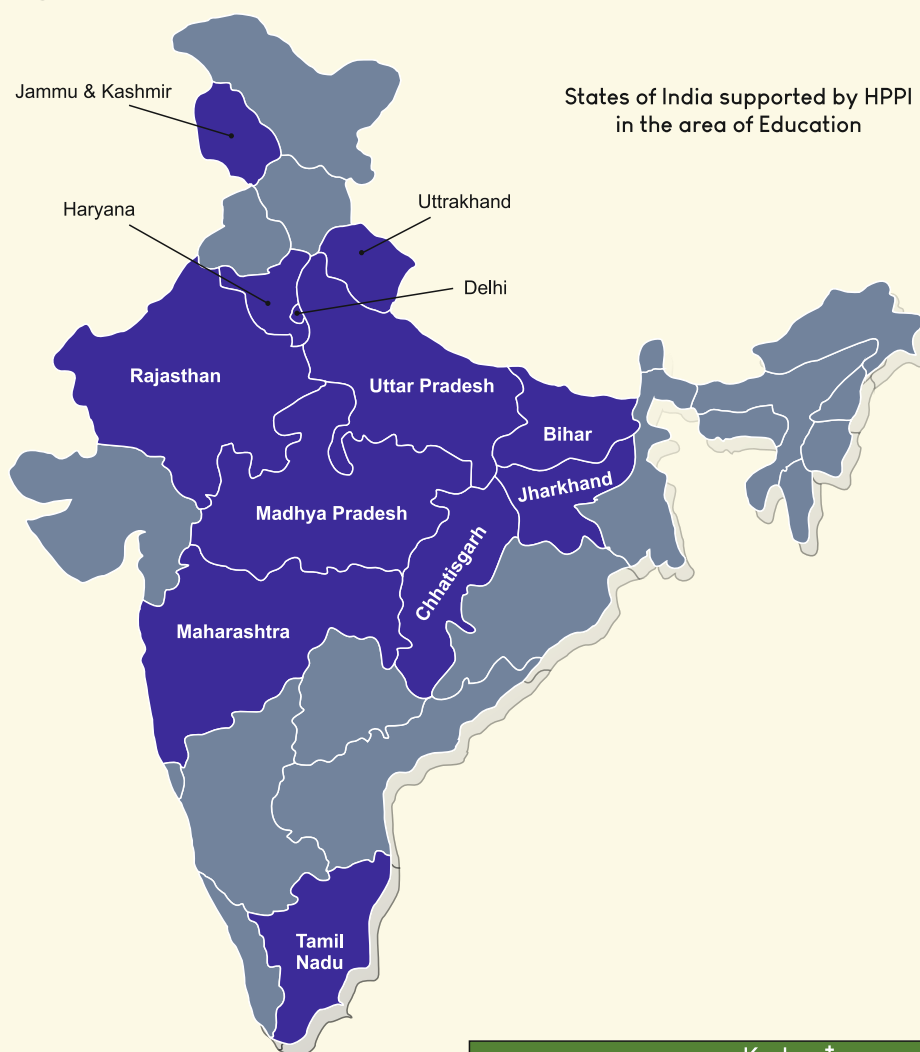 States of India supported by HPPI
in the area of Education
Jammu & Kashmir
Haryana
Uttrakhand
Delhi
Rajasthan
Uttar Pradesh
Bihar
Jharkhand
Madhya Pradesh
Chhatisgarh
Maharashtra
Tamil
Nadu